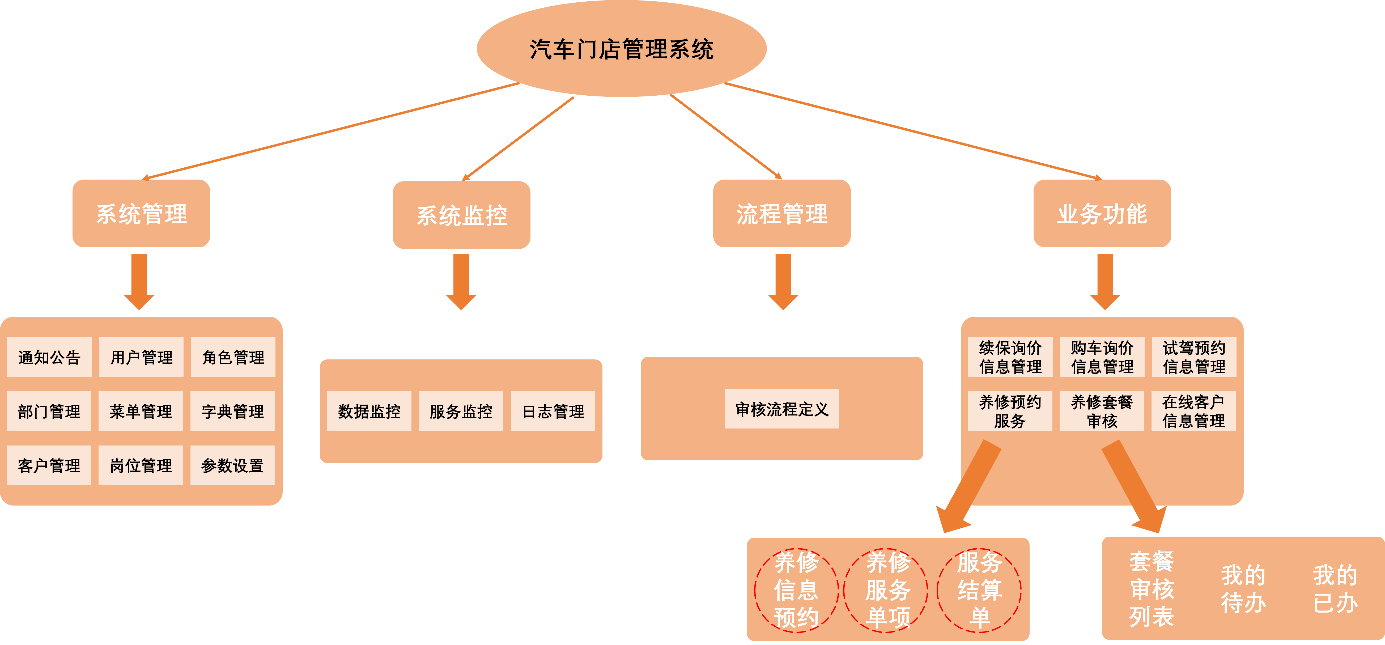 汽车门店管理系统
系统管理
系统监控
流程管理
业务功能
通知公告
用户管理
角色管理
部门管理
菜单管理
字典管理
客户管理
岗位管理
参数设置
数据监控
服务监控
日志管理
审核流程定义
续保询价
信息管理
购车询价
信息管理
试驾预约
信息管理
养修预约
服务
养修套餐
审核
在线客户
信息管理
养修
信息
预约
养修
服务
单项
服务
结算
单
套餐
审核
列表
我的
待办
我的
已办